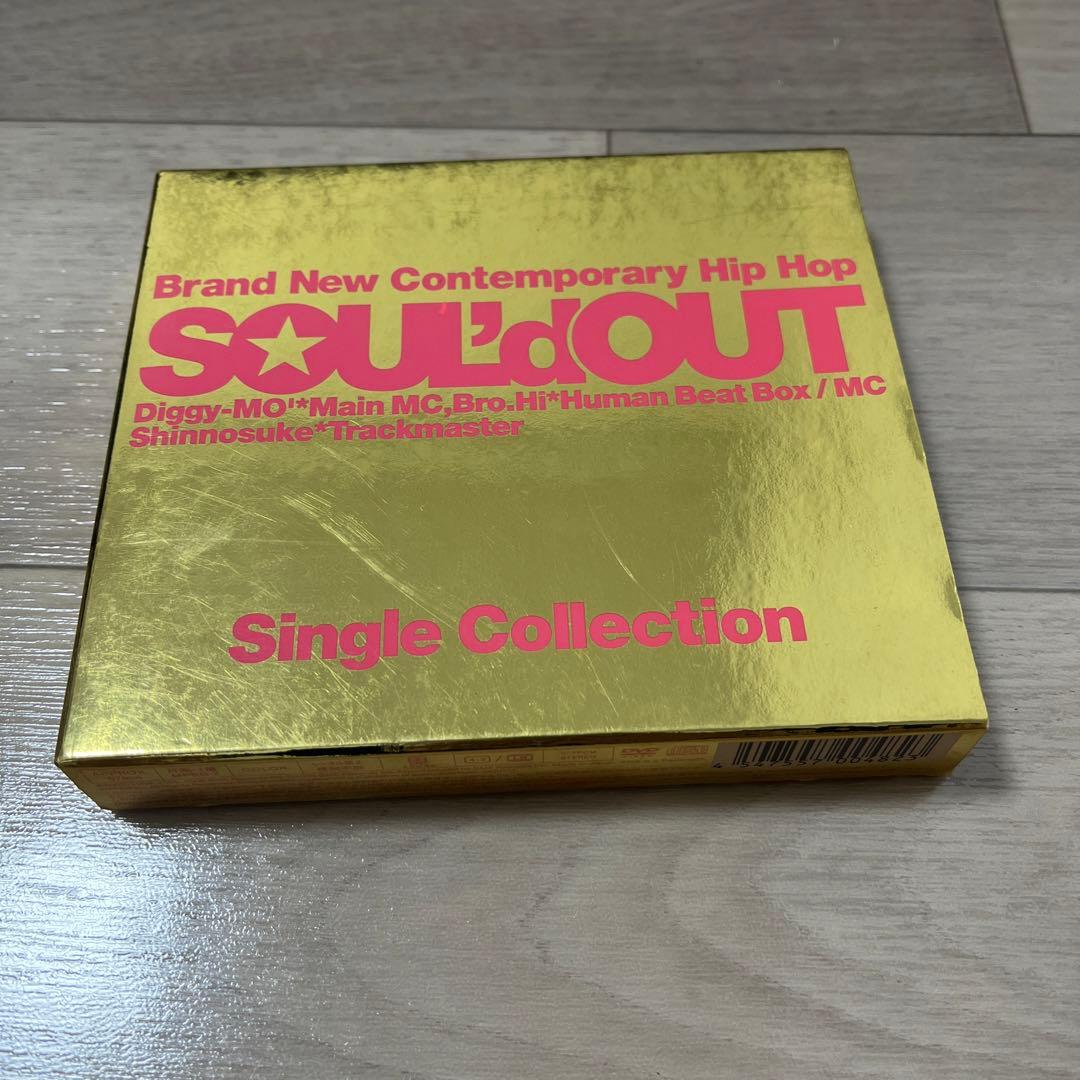 Brand New Contemporary Hip Hop
SOUL'dOUT
Diggy-MO'*Main MC,Bro.Hi*Human Beat Box / MC
Shinnosuke*Trackmaster
Single Collection
DVD